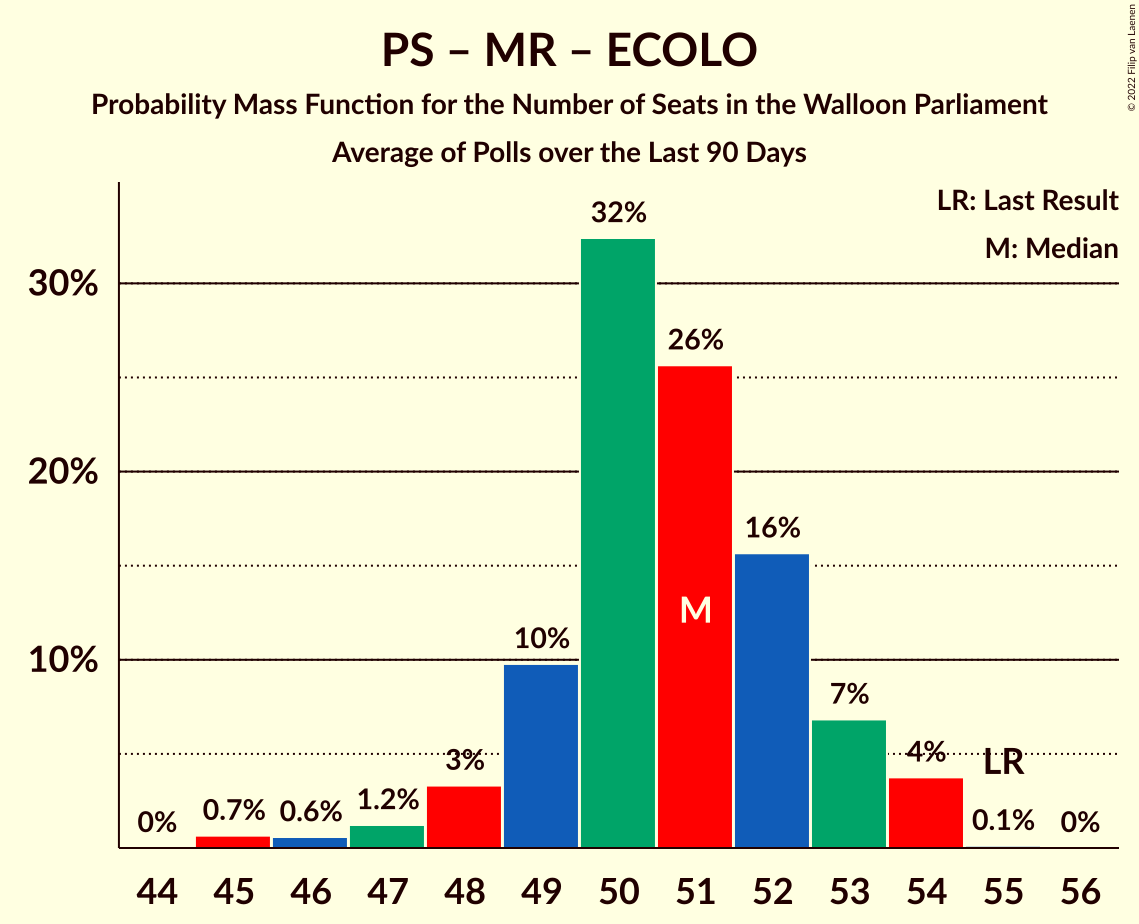 PS – MR – ECOLO
Probability Mass Function for the Number of Seats in the Walloon Parliament
Average of Polls over the Last 90 Days
© 2022 Filip van Laenen
LR: Last Result
M: Median
30%
20%
10%
0%
0.7%
0.6%
1.2%
3%
10%
32%
26%
16%
7%
4%
0.1%
0%
M
LR
44 45 46 47 48 49 50 51 52 53 54 55 56